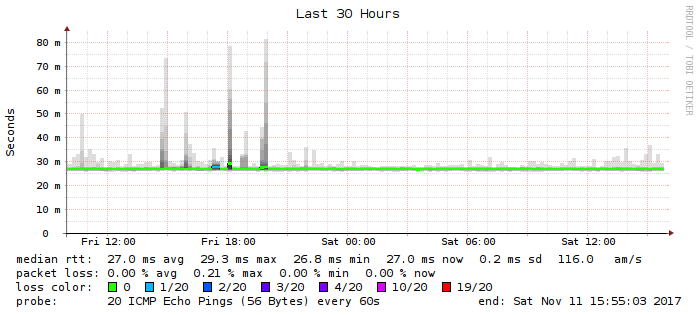 Last 30 Hours
RRDTOOL / TOBI OETIKER
Seconds
80 m
70 m
60 m
50 m
40 m
30 m
20 m
10 m
0
Fri 12:00 Fri 18:00 Sat 00:00 Sat 06:00 Sat 12:00
median rtt: 27.0 ms avg 29.3 ms max 26.8 ms min 27.0 ms now 0.2 ms sd 116.0 am/s
packet loss: 0.00 % avg 0.21 % max 0.00 % min 0.00 % now
loss color: 0 1/20 2/20 3/20 4/20 10/20 19/20
probe: 20 ICMP Echo Pings (56 Bytes) every 60s end: Sat Nov 11 15:55:03 2017